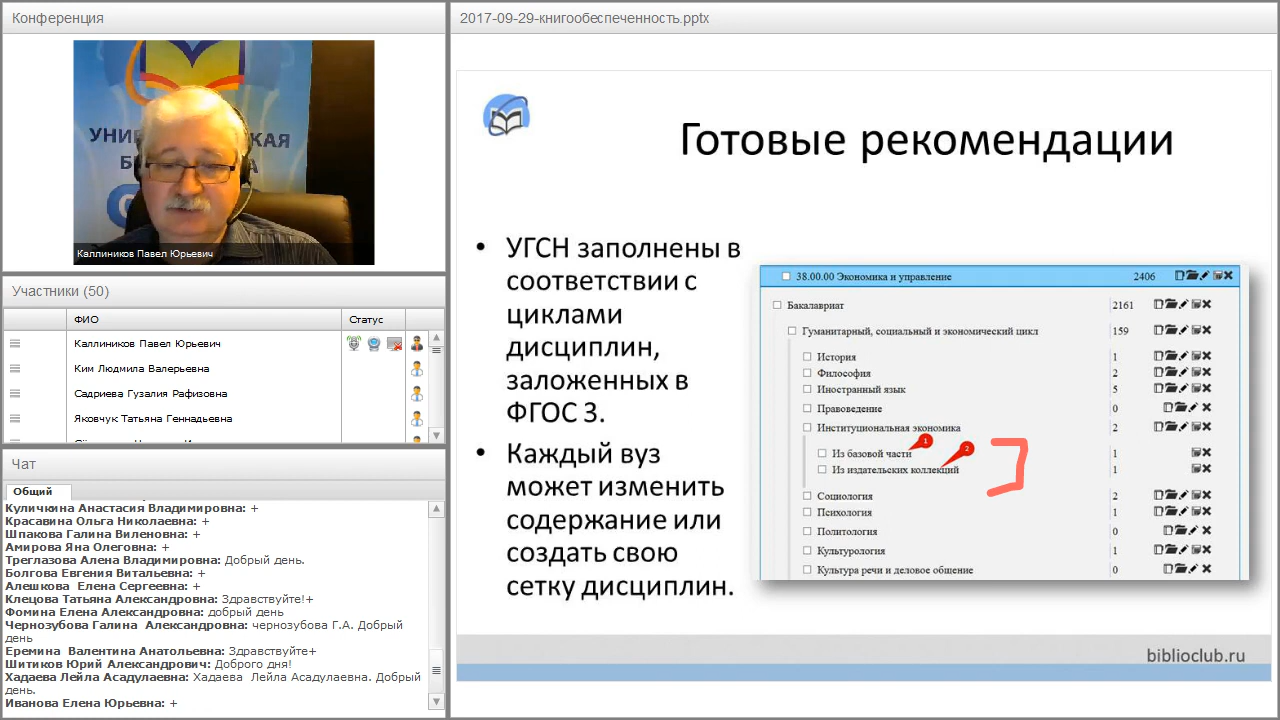 Конференция
УНИ
СКАЯ
Каллиников Павел Юрьевич
Участники (50)
ФИО
Статус
Каллиников Павел Юрьевич
Ким Людмила Валерьевна
Садриева Гузалия Рафизовна
Яковчук Татьяна Геннадьевна
Чат
Общий
Куличкина Анастасия Владимировна: +
Красавина Ольга Николаевна: +
Шпакова Галина Виленовна: +
Амирова Яна Олеговна: +
Треглазова Алена Владимировна: Добрый день.
Болгова Евгения Витальевна: +
Алешкова Елена Сергеевна: +
Клецова Татьяна Александровна: Здравствуйте!+
Фомина Елена Александровна: добрый день
Чернозубова Галина Александровна: чернозубова Г.А. Добрый
день
Еремина Валентина Анатольевна: Здравствуйте+
Шитиков Юрий Александрович: Доброго дня!
Хадаева Лейла Асадулаевна: Хадаева Лейла Асадулаевна. Добрый
день.
Иванова Елена Юрьевна: +
2017-09-29-книгообеспеченность.pptx
Готовые рекомендации
• УГСН заполнены в
соответствии с
циклами
дисциплин,
заложенных в
ФГОС 3.
• Каждый вуз
может изменить
содержание или
создать свою
сетку дисциплин.
38.00.00 Экономика и управление 2406
Бакалавриат 2161
Гуманитарный, социальный и экономический цикл 159
История 1
Философия 2
Иностранный язык 5
Правоведение 0
Институциональная экономика 2
1
Из базовой части 1
2
Из издательских коллекций 1
Социология 2
Психология 1
Политология 0
Культурология 1
Культура речи и деловое общение 0
biblioclub.ru